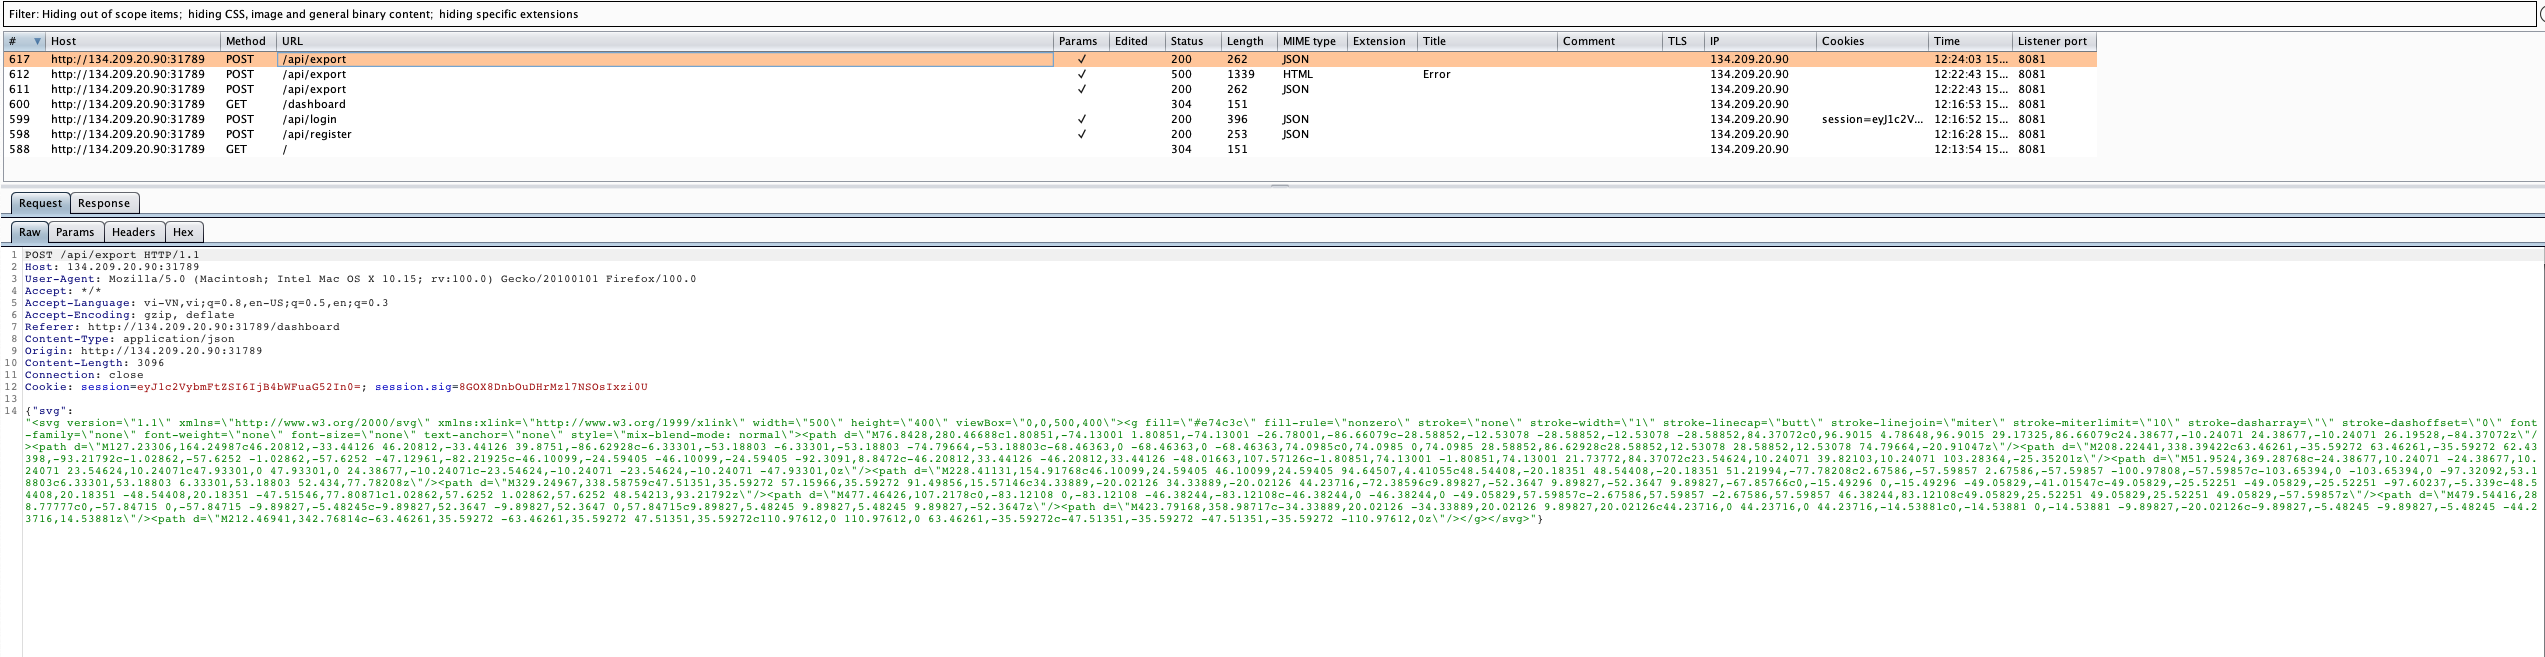 Filter: Hiding out of scope items; hiding CSS, image and general binary content; hiding specific extensions
# Host Method URL Params Edited Status Length MIME type Extension Title Comment TLS IP Cookies Time Listener port
617 http://134.209.20.90:31789 POST /api/export ✓ 200 262 JSON 134.209.20.90 12:24:03 15... 8081
612 http://134.209.20.90:31789 POST /api/export ✓ 500 1339 HTML Error 134.209.20.90 12:22:43 15... 8081
611 http://134.209.20.90:31789 POST /api/export ✓ 200 262 JSON 134.209.20.90 12:22:43 15... 8081
600 http://134.209.20.90:31789 GET /dashboard 304 151 134.209.20.90 12:16:53 15... 8081
599 http://134.209.20.90:31789 POST /api/login ✓ 200 396 JSON 134.209.20.90 session=eyJ1c2V... 12:16:52 15... 8081
598 http://134.209.20.90:31789 POST /api/register ✓ 200 253 JSON 134.209.20.90 12:16:28 15... 8081
588 http://134.209.20.90:31789 GET / 304 151 134.209.20.90 12:13:54 15... 8081
Request Response
Raw Params Headers Hex
1 POST /api/export HTTP/1.1
2 Host: 134.209.20.90:31789
3 User-Agent: Mozilla/5.0 (Macintosh; Intel Mac OS X 10.15; rv:100.0) Gecko/20100101 Firefox/100.0
4 Accept: */*
5 Accept-Language: vi-VN,vi;q=0.8,en-US;q=0.5,en;q=0.3
6 Accept-Encoding: gzip, deflate
7 Referer: http://134.209.20.90:31789/dashboard
8 Content-Type: application/json
9 Origin: http://134.209.20.90:31789
10 Content-Length: 3096
11 Connection: close
12 Cookie: session=eyJ1c2VybmFtZSI6IjB4bWFuaG52In0=; session.sig=8GOX8DnbOuDHrMzl7NSOsIxzi0U
13
14 {"svg":
"<svg version=\"1.1\" xmlns=\"http://www.w3.org/2000/svg\" xmlns:xlink=\"http://www.w3.org/1999/xlink\" width=\"500\" height=\"400\" viewBox=\"0,0,500,400\"><g fill=\"#e74c3c\" fill-rule=\"nonzero\" stroke=\"none\" stroke-width=\"1\" stroke-linecap=\"butt\" stroke-linejoin=\"miter\" stroke-miterlimit=\"10\" stroke-dasharray=\"\" stroke-dashoffset=\"0\" font
-family=\"none\" font-weight=\"none\" font-size=\"none\" text-anchor=\"none\" style=\"mix-blend-mode: normal\"><path d=\"M76.8428,280.46688c1.80851,-74.13001 1.80851,-74.13001 -26.78001,-86.66079c-28.58852,-12.53078 -28.58852,-12.53078 -28.58852,84.37072c0,96.9015 4.78648,96.9015 29.17325,86.66079c24.38677,-10.24071 24.38677,-10.24071 26.19528,-84.37072z\"/
><path d=\"M127.23306,164.24987c46.20812,-33.44126 46.20812,-33.44126 39.8751,-86.62928c-6.33301,-53.18803 -6.33301,-53.18803 -74.79664,-53.18803c-68.46363,0 -68.46363,0 -68.46363,74.0985c0,74.0985 0,74.0985 28.58852,86.62928c28.58852,12.53078 28.58852,12.53078 74.79664,-20.91047z\"/><path d=\"M208.22441,338.39422c63.46261,-35.59272 63.46261,-35.59272 62.43
398,-93.21792c-1.02862,-57.6252 -1.02862,-57.6252 -47.12961,-82.21925c-46.10099,-24.59405 -46.10099,-24.59405 -92.3091,8.8472c-46.20812,33.44126 -46.20812,33.44126 -48.01663,107.57126c-1.80851,74.13001 -1.80851,74.13001 21.73772,84.37072c23.54624,10.24071 39.82103,10.24071 103.28364,-25.35201z\"/><path d=\"M51.9524,369.28768c-24.38677,10.24071 -24.38677,10.
24071 23.54624,10.24071c47.93301,0 47.93301,0 24.38677,-10.24071c-23.54624,-10.24071 -23.54624,-10.24071 -47.93301,0z\"/><path d=\"M228.41131,154.91768c46.10099,24.59405 46.10099,24.59405 94.64507,4.41055c48.54408,-20.18351 48.54408,-20.18351 51.21994,-77.78208c2.67586,-57.59857 2.67586,-57.59857 -100.97808,-57.59857c-103.65394,0 -103.65394,0 -97.32092,53.1
8803c6.33301,53.18803 6.33301,53.18803 52.434,77.78208z\"/><path d=\"M329.24967,338.58759c47.51351,35.59272 57.15966,35.59272 91.49856,15.57146c34.33889,-20.02126 34.33889,-20.02126 44.23716,-72.38596c9.89827,-52.3647 9.89827,-52.3647 9.89827,-67.85766c0,-15.49296 0,-15.49296 -49.05829,-41.01547c-49.05829,-25.52251 -49.05829,-25.52251 -97.60237,-5.339c-48.5
4408,20.18351 -48.54408,20.18351 -47.51546,77.80871c1.02862,57.6252 1.02862,57.6252 48.54213,93.21792z\"/><path d=\"M477.46426,107.2178c0,-83.12108 0,-83.12108 -46.38244,-83.12108c-46.38244,0 -46.38244,0 -49.05829,57.59857c-2.67586,57.59857 -2.67586,57.59857 46.38244,83.12108c49.05829,25.52251 49.05829,25.52251 49.05829,-57.59857z\"/><path d=\"M479.54416,28
8.77777c0,-57.84715 0,-57.84715 -9.89827,-5.48245c-9.89827,52.3647 -9.89827,52.3647 0,57.84715c9.89827,5.48245 9.89827,5.48245 9.89827,-52.3647z\"/><path d=\"M423.79168,358.98717c-34.33889,20.02126 -34.33889,20.02126 9.89827,20.02126c44.23716,0 44.23716,0 44.23716,-14.53881c0,-14.53881 0,-14.53881 -9.89827,-20.02126c-9.89827,-5.48245 -9.89827,-5.48245 -44.2
3716,14.53881z\"/><path d=\"M212.46941,342.76814c-63.46261,35.59272 -63.46261,35.59272 47.51351,35.59272c110.97612,0 110.97612,0 63.46261,-35.59272c-47.51351,-35.59272 -47.51351,-35.59272 -110.97612,0z\"/></g></svg>"}